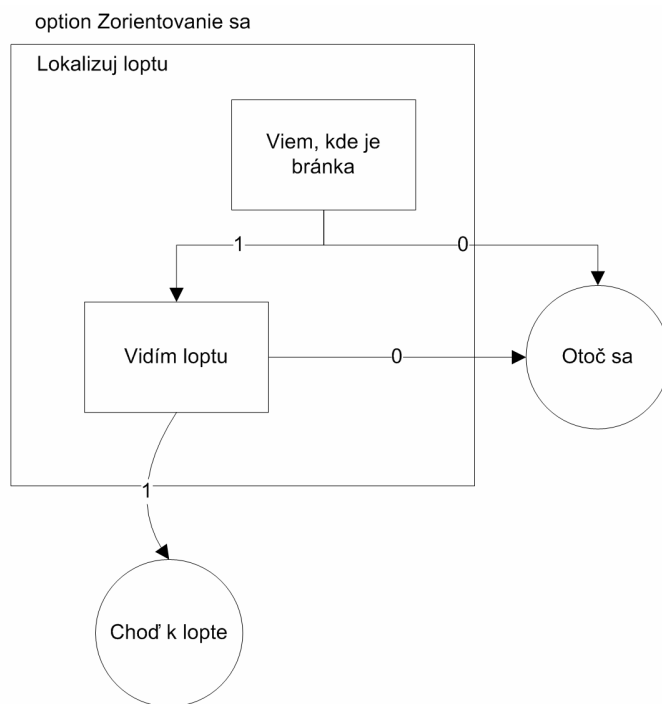 option Zorientovanie sa
Lokalizuj loptu
Viem, kde je
bránka
1
0
Vidím loptu
0
Otoč sa
1
Choď k lopte